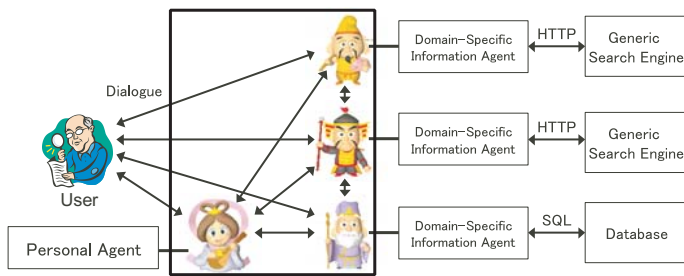 Domain-Specific
Information Agent
HTTP
Generic
Search Engine
Dialogue
Domain-Specific
Information Agent
HTTP
Generic
Search Engine
User
Personal Agent
Domain-Specific
Information Agent
SQL
Database